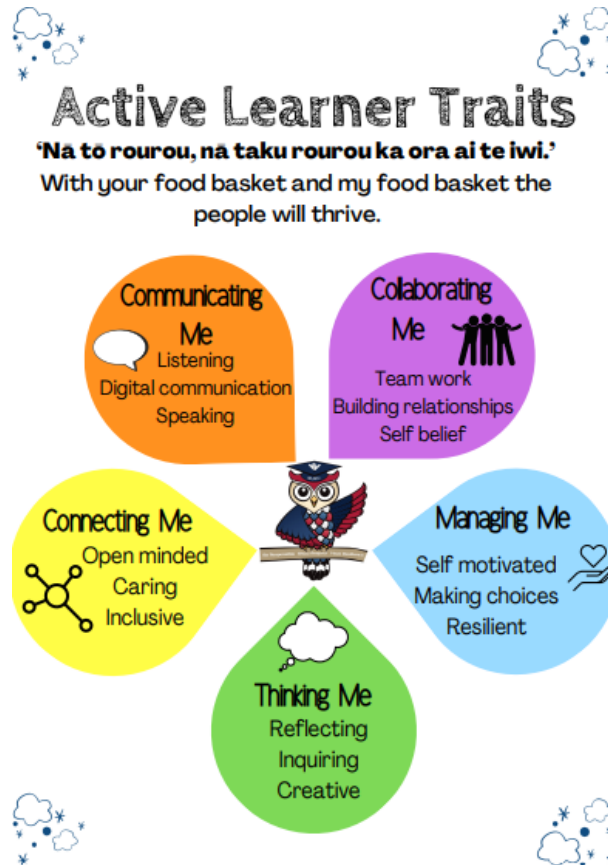 Active Learner Traits
‘Nā tō rourou, nā taku rourou ka ora ai te iwi.’
With your food basket and my food basket the
people will thrive.
Communicating
Me
Listening
Digital communication
Speaking
Collaborating
Me
Team work
Building relationships
Self belief
Connecting Me
Open minded
Caring
Inclusive
Managing Me
Self motivated
Making choices
Resilient
Thinking Me
Reflecting
Inquiring
Creative